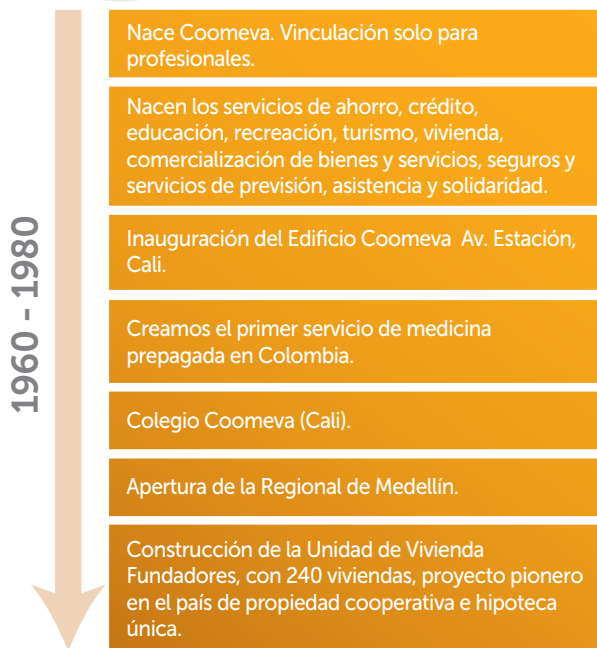 1960 - 1980
Nace Coomeva. Vinculación solo para
profesionales.
Nacen los servicios de ahorro, crédito,
educación, recreación, turismo, vivienda,
comercialización de bienes y servicios, seguros y
servicios de previsión, asistencia y solidaridad.
Inauguración del Edificio Coomeva Av. Estación,
Cali.
Creamos el primer servicio de medicina
prepagada en Colombia.
Colegio Coomeva (Cali).
Apertura de la Regional de Medellín.
Construcción de la Unidad de Vivienda
Fundadores, con 240 viviendas, proyecto pionero
en el país de propiedad cooperativa e hipoteca
única.